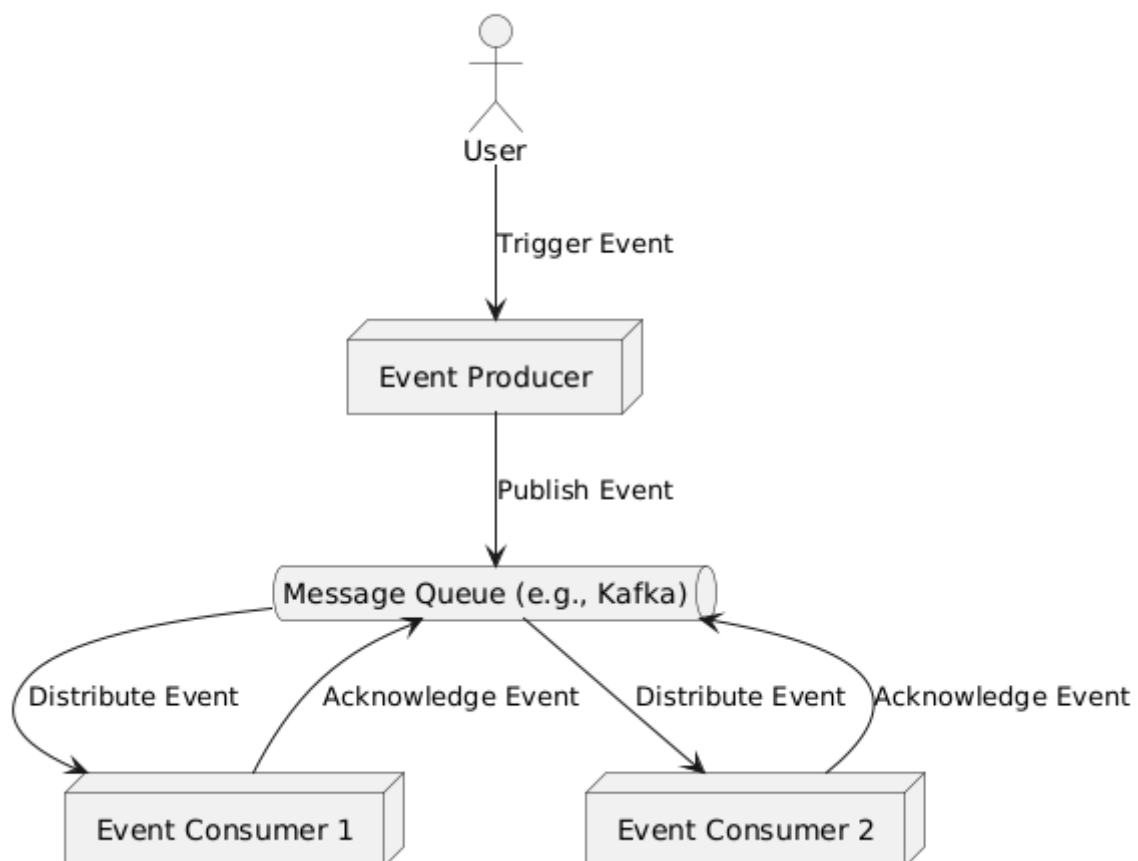 User
Trigger Event
Event Producer
Publish Event
Message Queue (e.g., Kafka)
Distribute Event
Acknowledge Event
Distribute Event
Acknowledge Event
Event Consumer 1
Event Consumer 2